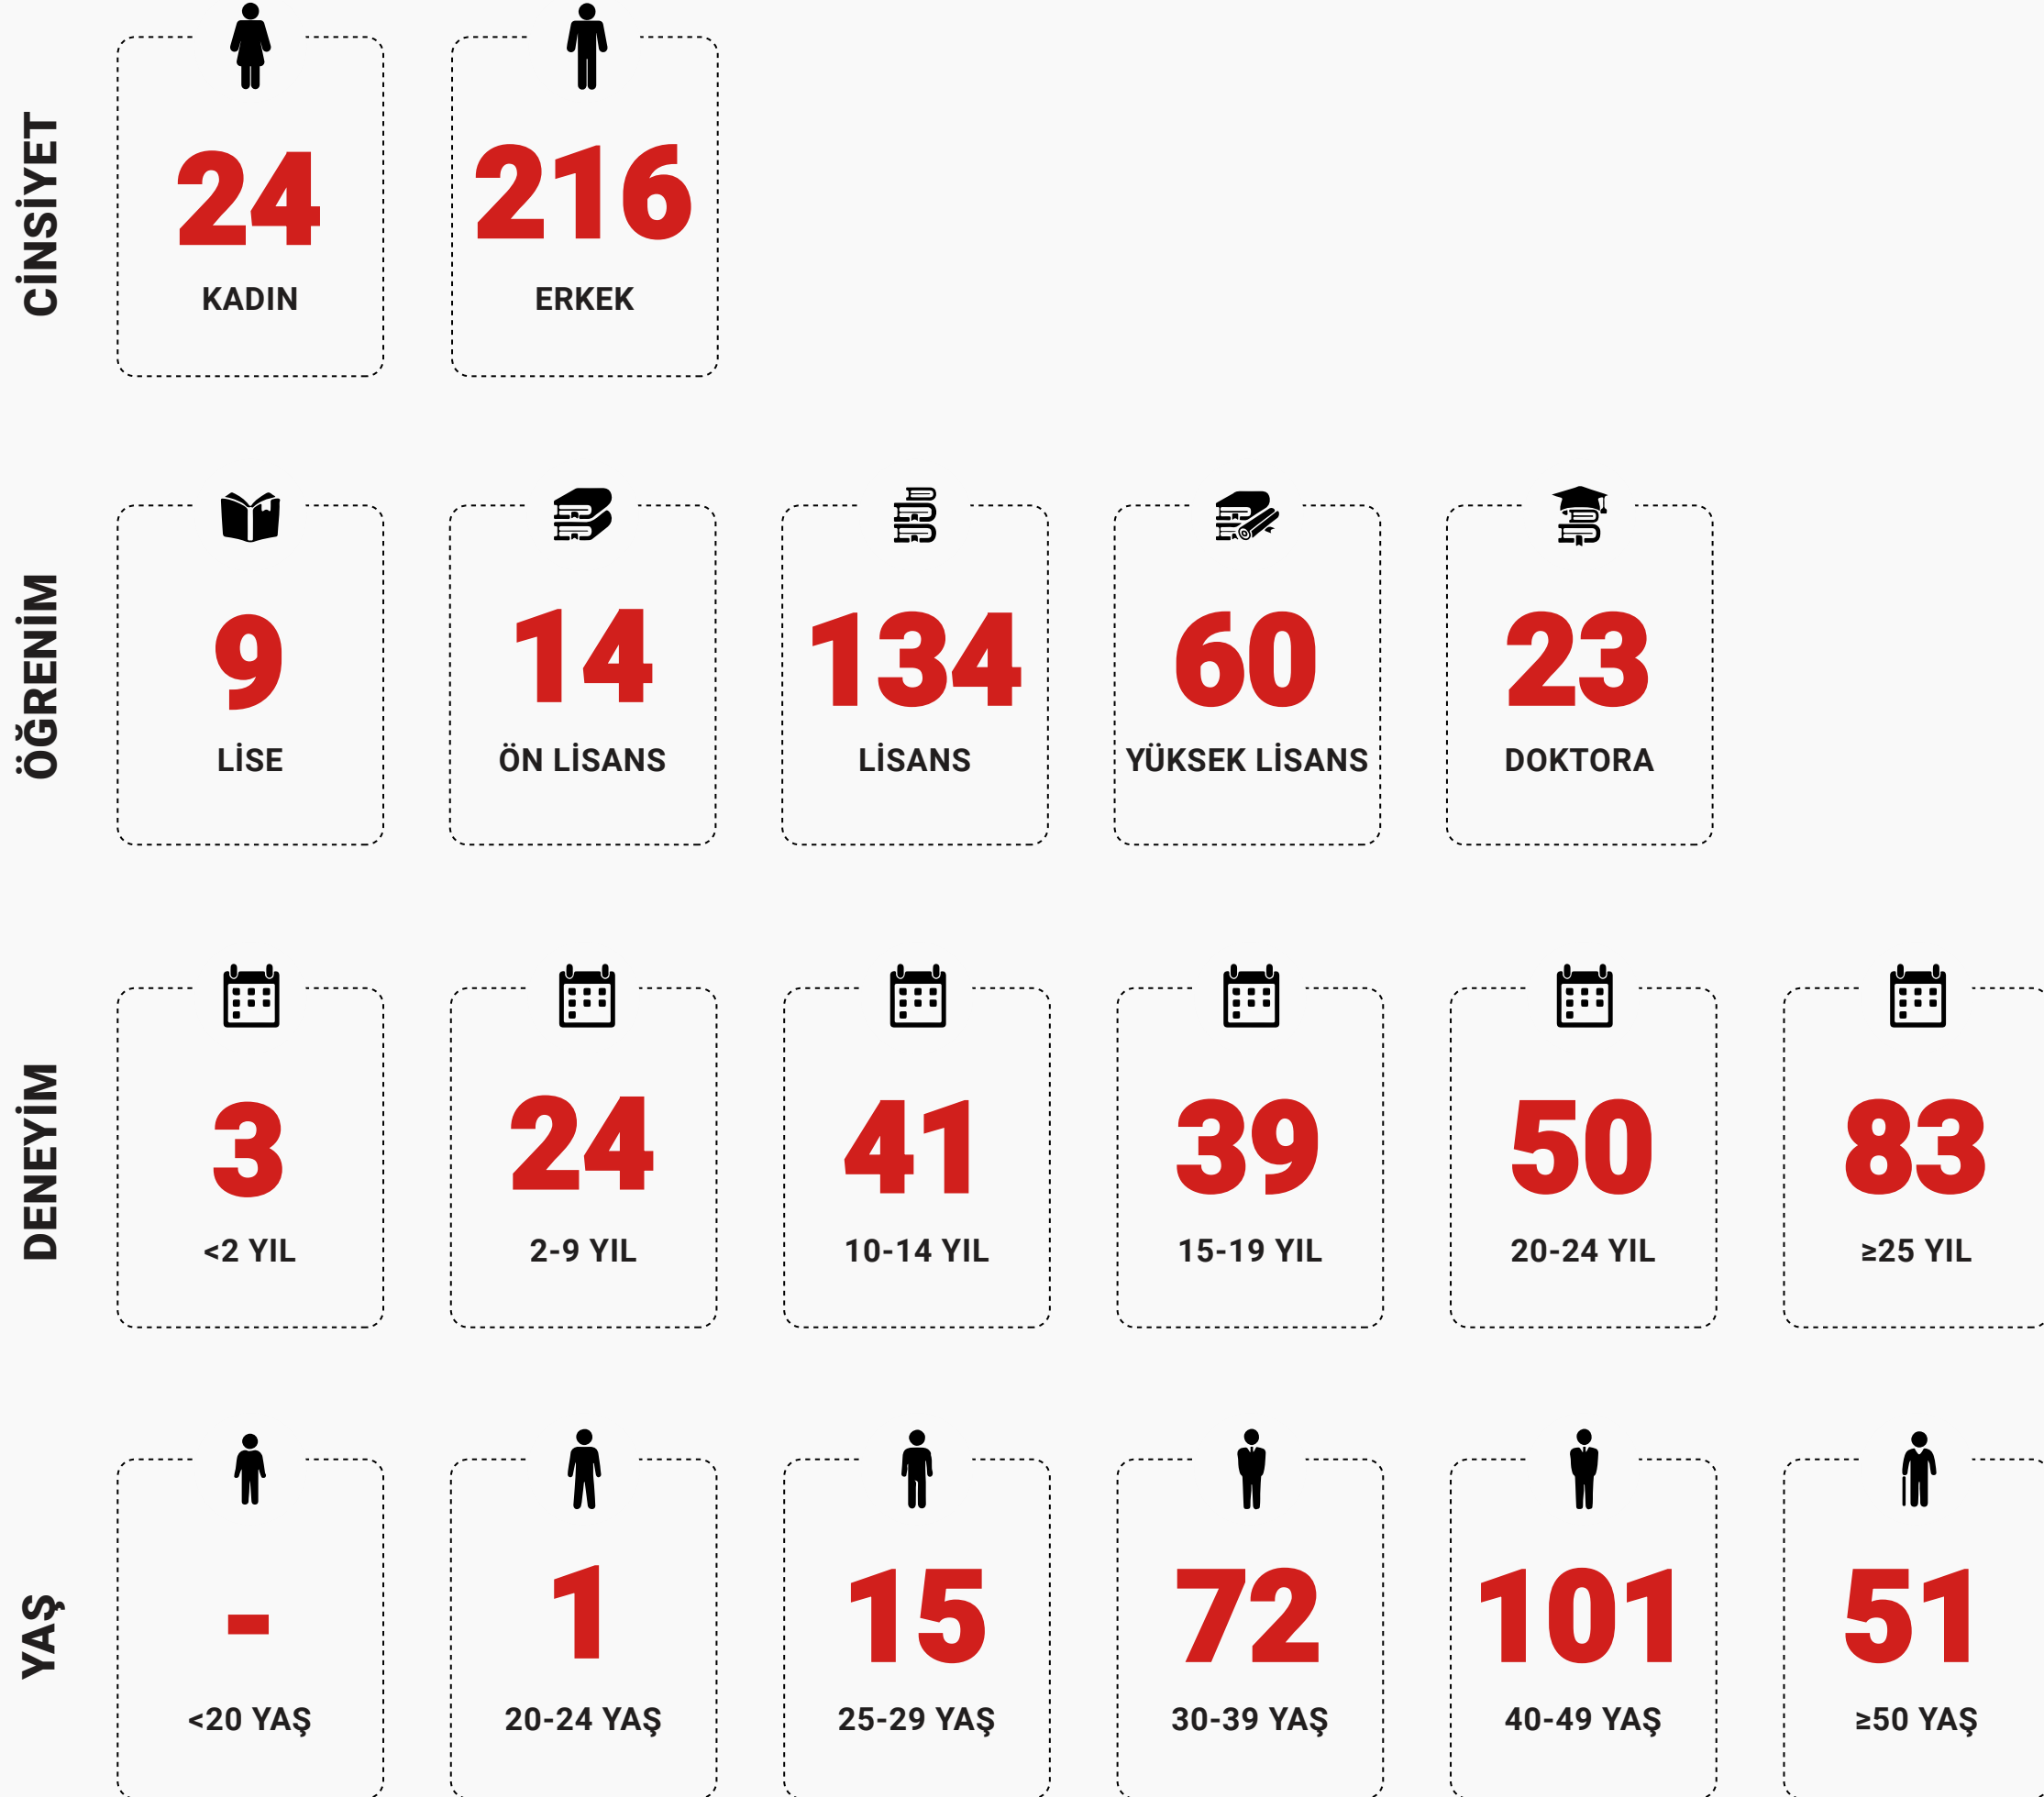 CİNSİYET
24
KADIN
216
ERKEK
ÖĞRENİM
9
LİSE
14
ÖN LİSANS
134
LİSANS
60
YÜKSEK LİSANS
23
DOKTORA
DENEYİM
3
<2 YIL
24
2-9 YIL
41
10-14 YIL
39
15-19 YIL
50
20-24 YIL
83
≥25 YIL
YAŞ
-
<20 YAŞ
1
20-24 YAŞ
15
25-29 YAŞ
72
30-39 YAŞ
101
40-49 YAŞ
51
≥50 YAŞ